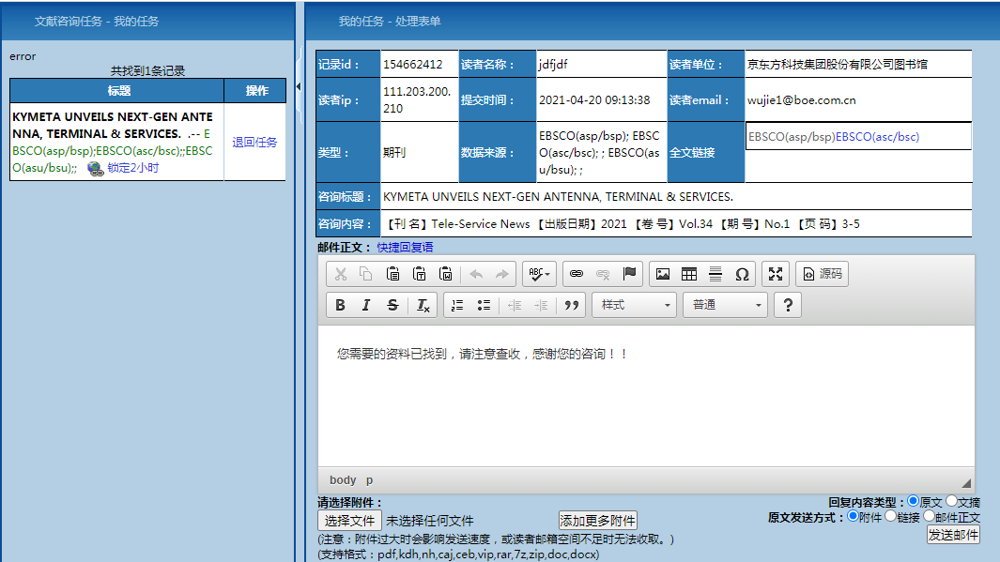 文献咨询任务 - 我的任务
error
共找到1条记录
标题 操作
KYMETA UNVEILS NEXT-GEN ANTE
NNA, TERMINAL & SERVICES. .-- E
BSCO(asp/bsp);EBSCO(asc/bsc);;EBSC
O(asu/bsu);; 锁定2小时
退回任务
我的任务 - 处理表单
记录id： 154662412 读者名称： jdfjdf 读者单位： 京东方科技集团股份有限公司图书馆
读者ip： 111.203.200.
210
提交时间： 2021-04-20 09:13:38 读者email： wujie1@boe.com.cn
类型： 期刊 数据来源： EBSCO(asp/bsp); EBSC
O(asc/bsc); ; EBSCO(as
u/bsu); ;
全文链接 EBSCO(asp/bsp)EBSCO(asc/bsc)
咨询标题： KYMETA UNVEILS NEXT-GEN ANTENNA, TERMINAL & SERVICES.
咨询内容： 【刊 名】Tele-Service News 【出版日期】2021 【卷 号】Vol.34 【期 号】No.1 【页 码】3-5
邮件正文： 快捷回复语
ABC Ω 源码
B I S Ix 样式 普通 ?
您需要的资料已找到，请注意查收，感谢您的咨询！！
body p
请选择附件： 回复内容类型： 原文 文摘
选择文件 未选择任何文件 添加更多附件 原文发送方式： 附件 链接 邮件正文
(注意：附件过大时会影响发送速度，或读者邮箱空间不足时无法收取。) 发送邮件
(支持格式：pdf,kdh,nh,caj,ceb,vip,rar,7z,zip,doc,docx)